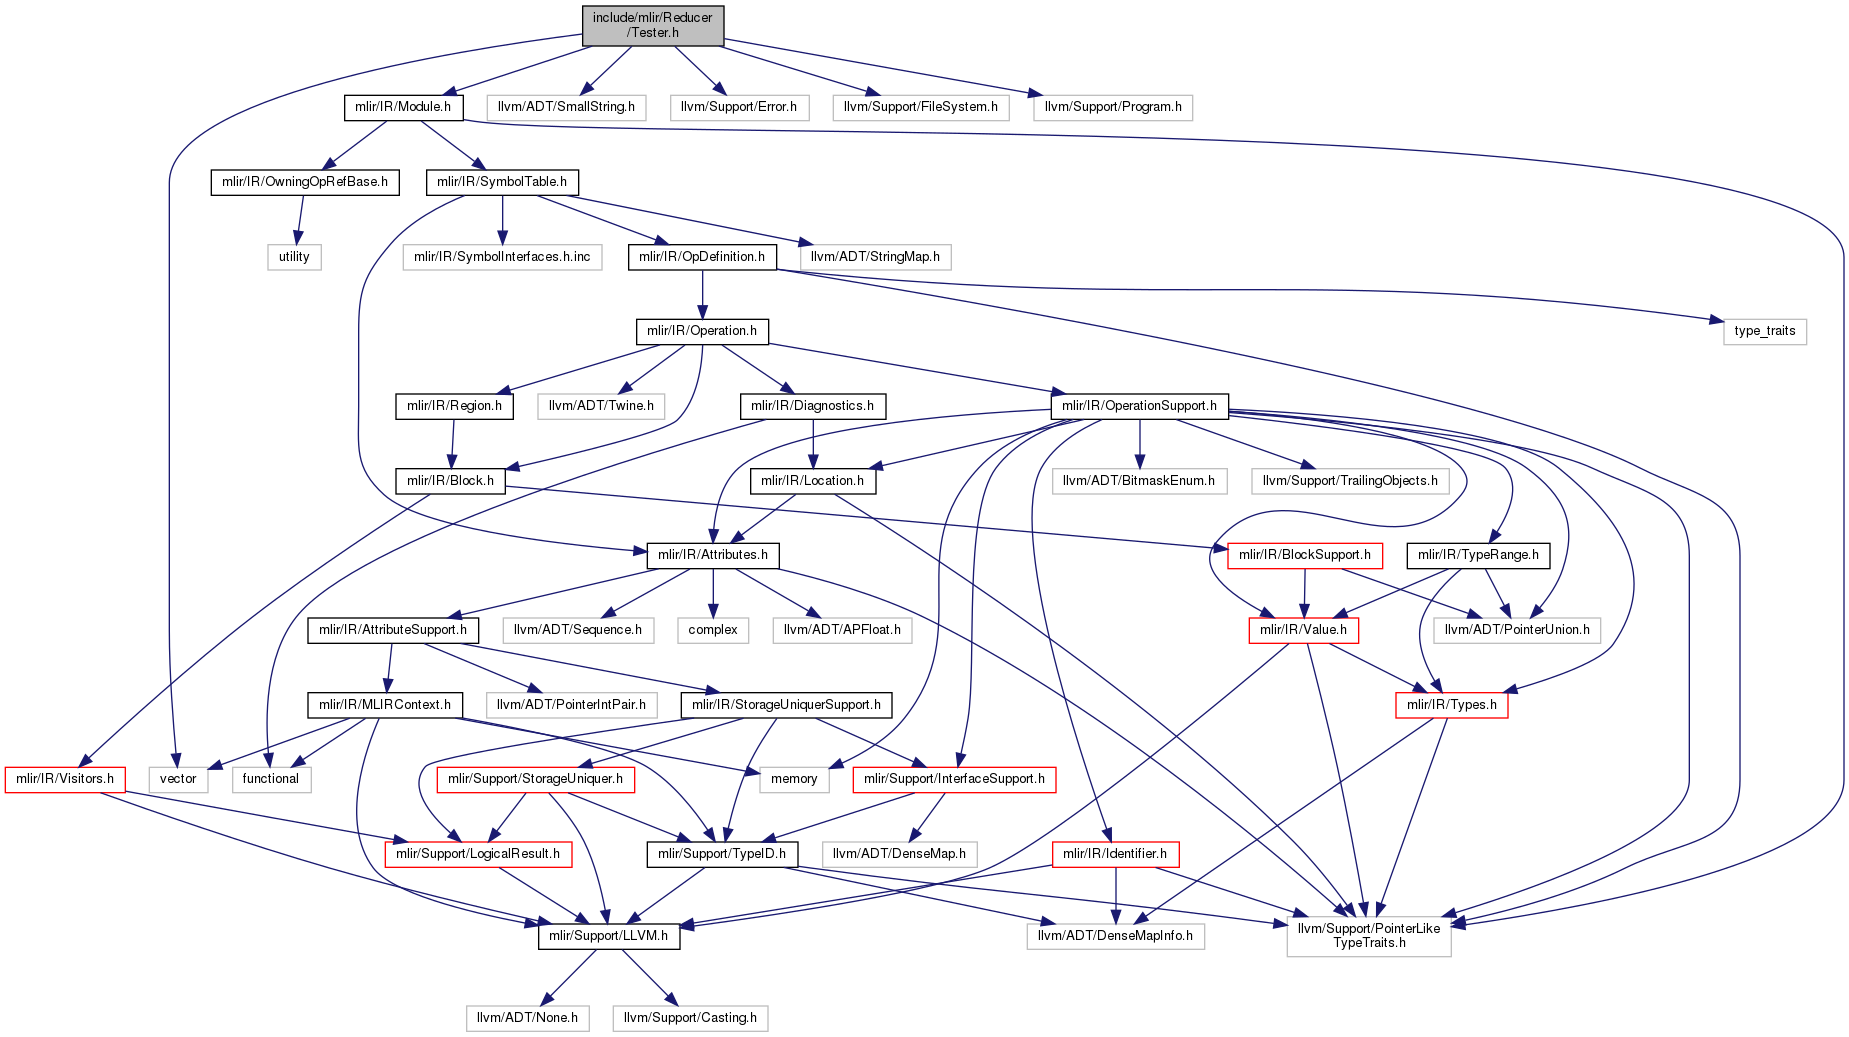 include/mlir/Reducer
/Tester.h
mlir/IR/Module.h
llvm/ADT/SmallString.h
llvm/Support/Error.h
llvm/Support/FileSystem.h
llvm/Support/Program.h
mlir/IR/OwningOpRefBase.h
mlir/IR/SymbolTable.h
utility
mlir/IR/SymbolInterfaces.h.inc
mlir/IR/OpDefinition.h
llvm/ADT/StringMap.h
mlir/IR/Operation.h
type_traits
mlir/IR/Region.h
llvm/ADT/Twine.h
mlir/IR/Diagnostics.h
mlir/IR/OperationSupport.h
mlir/IR/Block.h
mlir/IR/Location.h
llvm/ADT/BitmaskEnum.h
llvm/Support/TrailingObjects.h
mlir/IR/Attributes.h
mlir/IR/BlockSupport.h
mlir/IR/TypeRange.h
mlir/IR/AttributeSupport.h
llvm/ADT/Sequence.h
complex
llvm/ADT/APFloat.h
mlir/IR/Value.h
llvm/ADT/PointerUnion.h
mlir/IR/MLIRContext.h
llvm/ADT/PointerIntPair.h
mlir/IR/StorageUniquerSupport.h
mlir/IR/Types.h
mlir/IR/Visitors.h
vector
functional
mlir/Support/StorageUniquer.h
memory
mlir/Support/InterfaceSupport.h
mlir/Support/LogicalResult.h
mlir/Support/TypeID.h
llvm/ADT/DenseMap.h
mlir/IR/Identifier.h
mlir/Support/LLVM.h
llvm/ADT/DenseMapInfo.h
llvm/Support/PointerLike
TypeTraits.h
llvm/ADT/None.h
llvm/Support/Casting.h